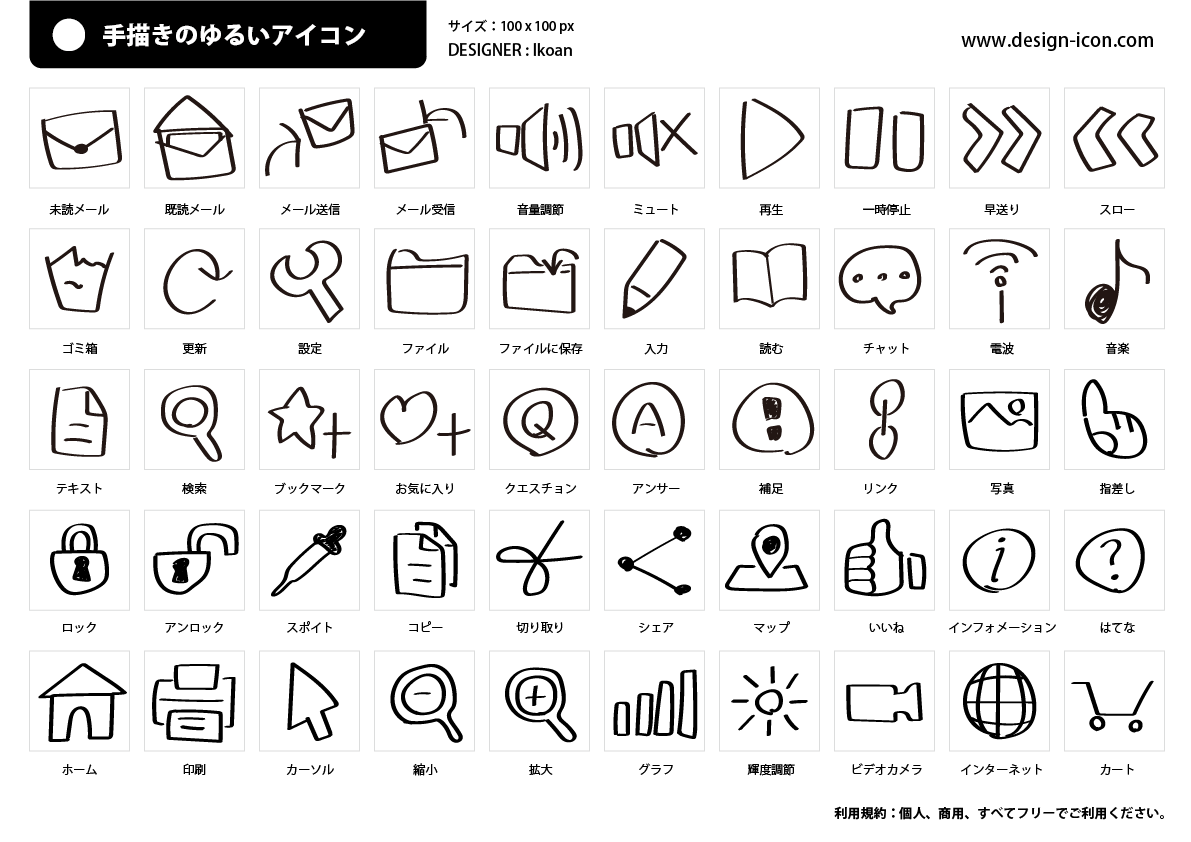 手描きのゆるいアイコン
サイズ：100 x 100 px
DESIGNER : Ikoan
www.design-icon.com
未読メール 既読メール メール送信 メール受信 音量調節 ミュート 再生 一時停止 早送り スロー
ゴミ箱 更新 設定 ファイル ファイルに保存 入力 読む チャット 電波 音楽
Q A i ?
テキスト 検索 ブックマーク お気に入り クエスチョン アンサー 補足 リンク 写真 指差し
ロック アンロック スポイト コピー 切り取り シェア マップ いいね インフォメーション はてな
ホーム 印刷 カーソル 縮小 拡大 グラフ 輝度調節 ビデオカメラ インターネット カート
利用規約：個人、商用、すべてフリーでご利用ください。